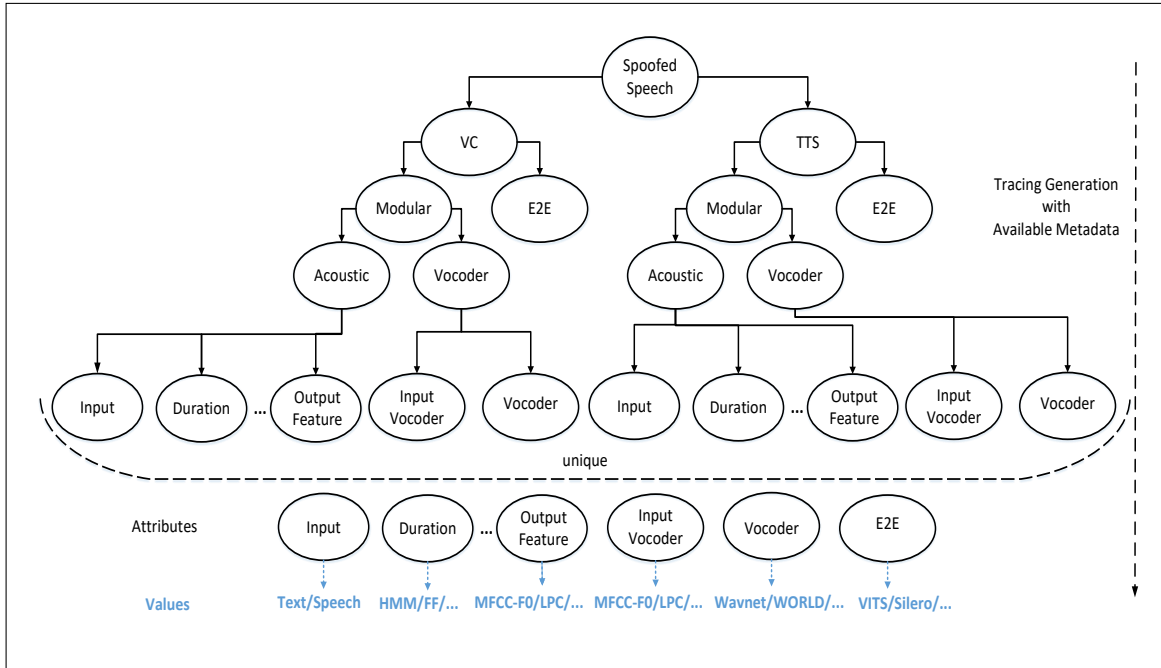 Spoofed
Speech
VC
TTS
Modular
E2E
Modular
E2E
Tracing Generation
with
Available Metadata
Acoustic
Vocoder
Acoustic
Vocoder
Input
Duration
...
Output
Feature
Input
Vocoder
Vocoder
Input
Duration
...
Output
Feature
Input
Vocoder
Vocoder
unique
Attributes
Input
Duration
...
Output
Feature
Input
Vocoder
Vocoder
E2E
Values
Text/Speech
HMM/FF/...
MFCC-F0/LPC/...
MFCC-F0/LPC/...
Wavnet/WORLD/...
VITS/Silero/...